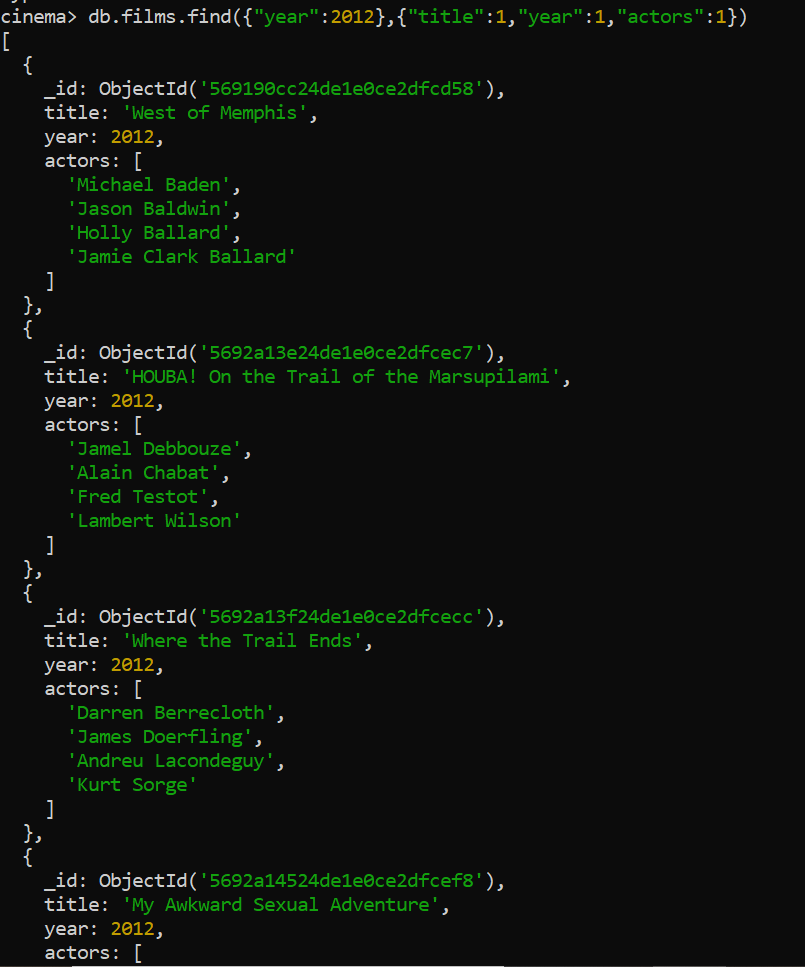 cinema> db.films.find({"year":2012},{"title":1,"year":1,"actors":1})
[
  {
    _id: ObjectId('569190cc24de1e0ce2dfcd58'),
    title: 'West of Memphis',
    year: 2012,
    actors: [
      'Michael Baden',
      'Jason Baldwin',
      'Holly Ballard',
      'Jamie Clark Ballard'
    ]
  },
  {
    _id: ObjectId('5692a13e24de1e0ce2dfcec7'),
    title: 'HOUBA! On the Trail of the Marsupilami',
    year: 2012,
    actors: [
      'Jamel Debbouze',
      'Alain Chabat',
      'Fred Testot',
      'Lambert Wilson'
    ]
  },
  {
    _id: ObjectId('5692a13f24de1e0ce2dfcecc'),
    title: 'Where the Trail Ends',
    year: 2012,
    actors: [
      'Darren Berrecloth',
      'James Doerfling',
      'Andreu Lacondeguy',
      'Kurt Sorge'
    ]
  },
  {
    _id: ObjectId('5692a14524de1e0ce2dfcef8'),
    title: 'My Awkward Sexual Adventure',
    year: 2012,
    actors: [